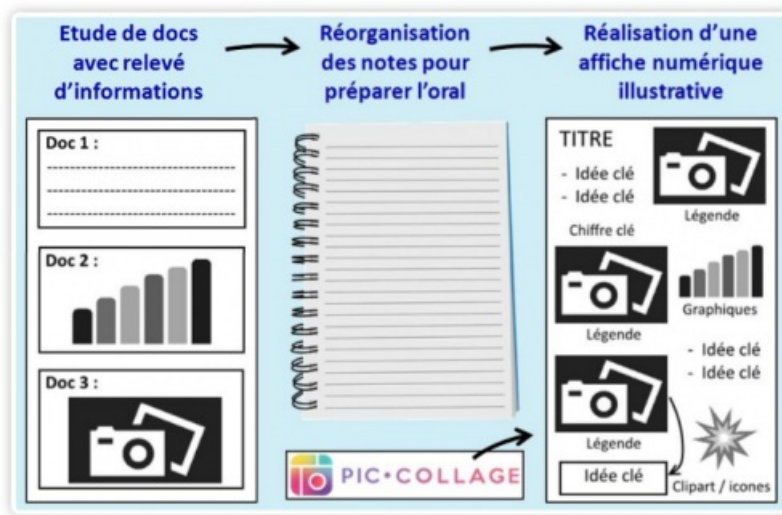 Etude de docs
avec relevé
d'informations
Réorganisation
des notes pour
préparer l'oral
Réalisation d'une
affiche numérique
illustrative
Doc 1 :
Doc 2 :
Doc 3 :
PIC•COLLAGE
TITRE
- Idée clé
- Idée clé
Légende
Chiffre clé
Légende
Graphiques
- Idée clé
- Idée clé
Légende
Idée clé
Clipart / icones